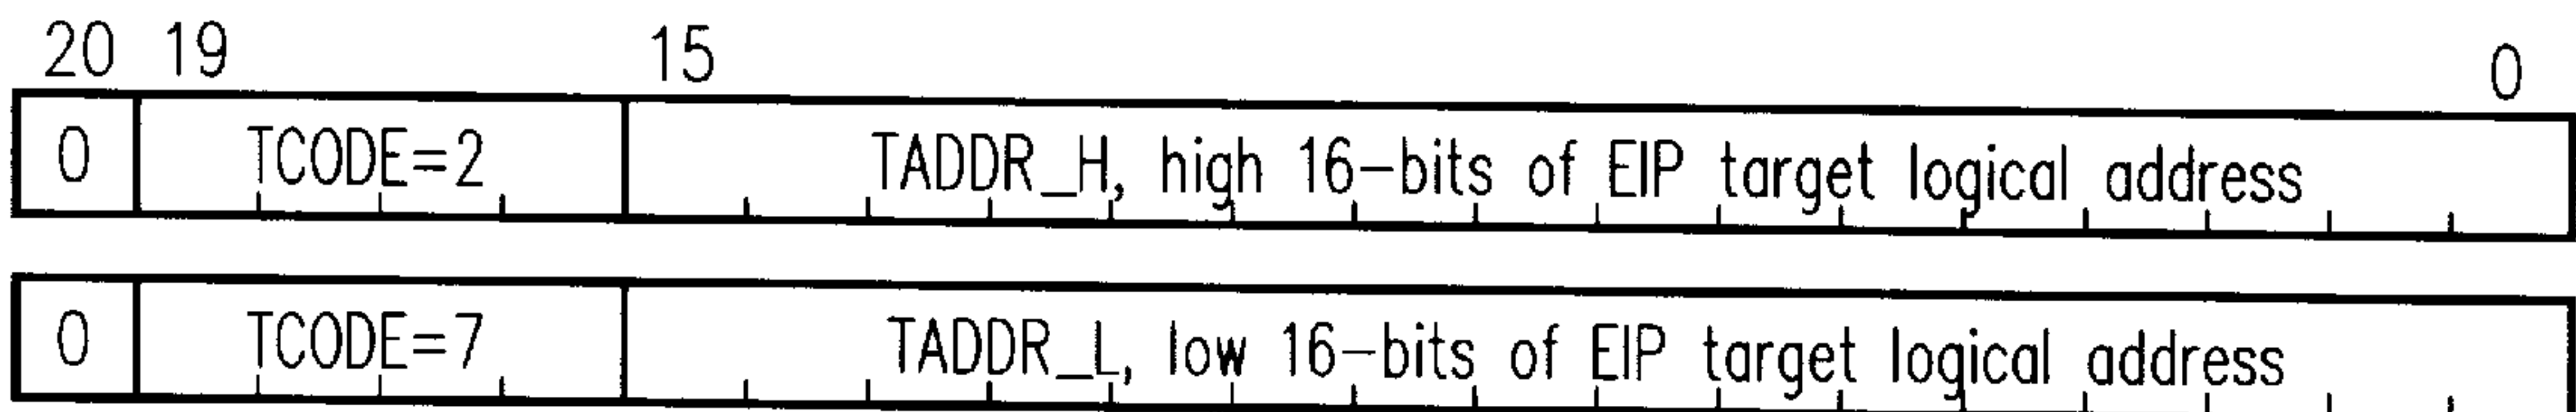 20 19 15 0
0 TCODE=2 TADDR_H, high 16-bits of EIP target logical address
0 TCODE=7 TADDR_L, low 16-bits of EIP target logical address